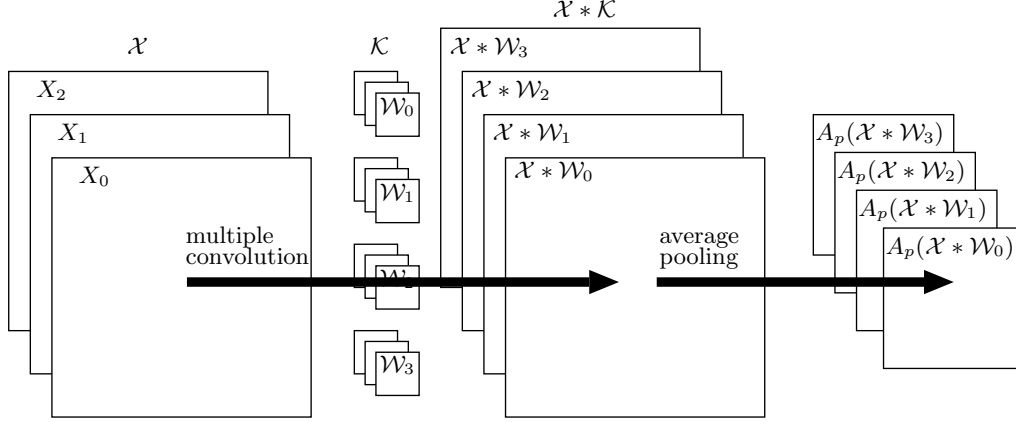 𝒳
X₂
X₁
X₀
multiple
convolution
𝒦
𝒲₀
𝒲₁
𝒲₃
𝒳 ∗ 𝒦
𝒳 ∗ 𝒲₃
𝒳 ∗ 𝒲₂
𝒳 ∗ 𝒲₁
𝒳 ∗ 𝒲₀
average
pooling
Aₚ(𝒳 ∗ 𝒲₃)
Aₚ(𝒳 ∗ 𝒲₂)
Aₚ(𝒳 ∗ 𝒲₁)
Aₚ(𝒳 ∗ 𝒲₀)